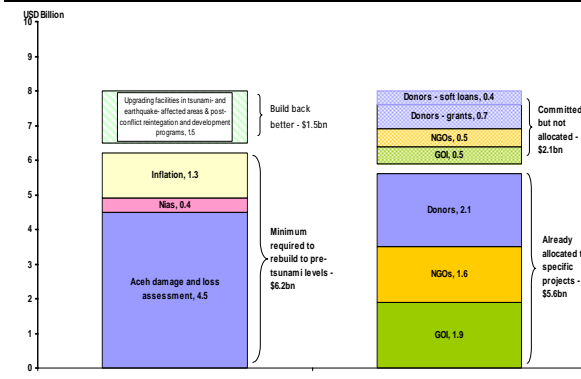 USD Billion
10
9
8
7
6
5
4
3
2
1
0
Upgrading facilities in tsunami- and
earthquake- affected areas & post-
conflict reintegation and development
programs, 1.5
Build back
better - $1.5bn
Inflation, 1.3
Nias, 0.4
Aceh damage and loss
assessment, 4.5
Minimum
required to
rebuild to pre-
tsunami levels -
$6.2bn
Donors - soft loans, 0.4
Donors - grants, 0.7
NGOs, 0.5
GOI, 0.5
Committed
but not
allocated -
$2.1bn
Donors, 2.1
NGOs, 1.6
GOI, 1.9
Already
allocated t
specific
projects -
$5.6bn